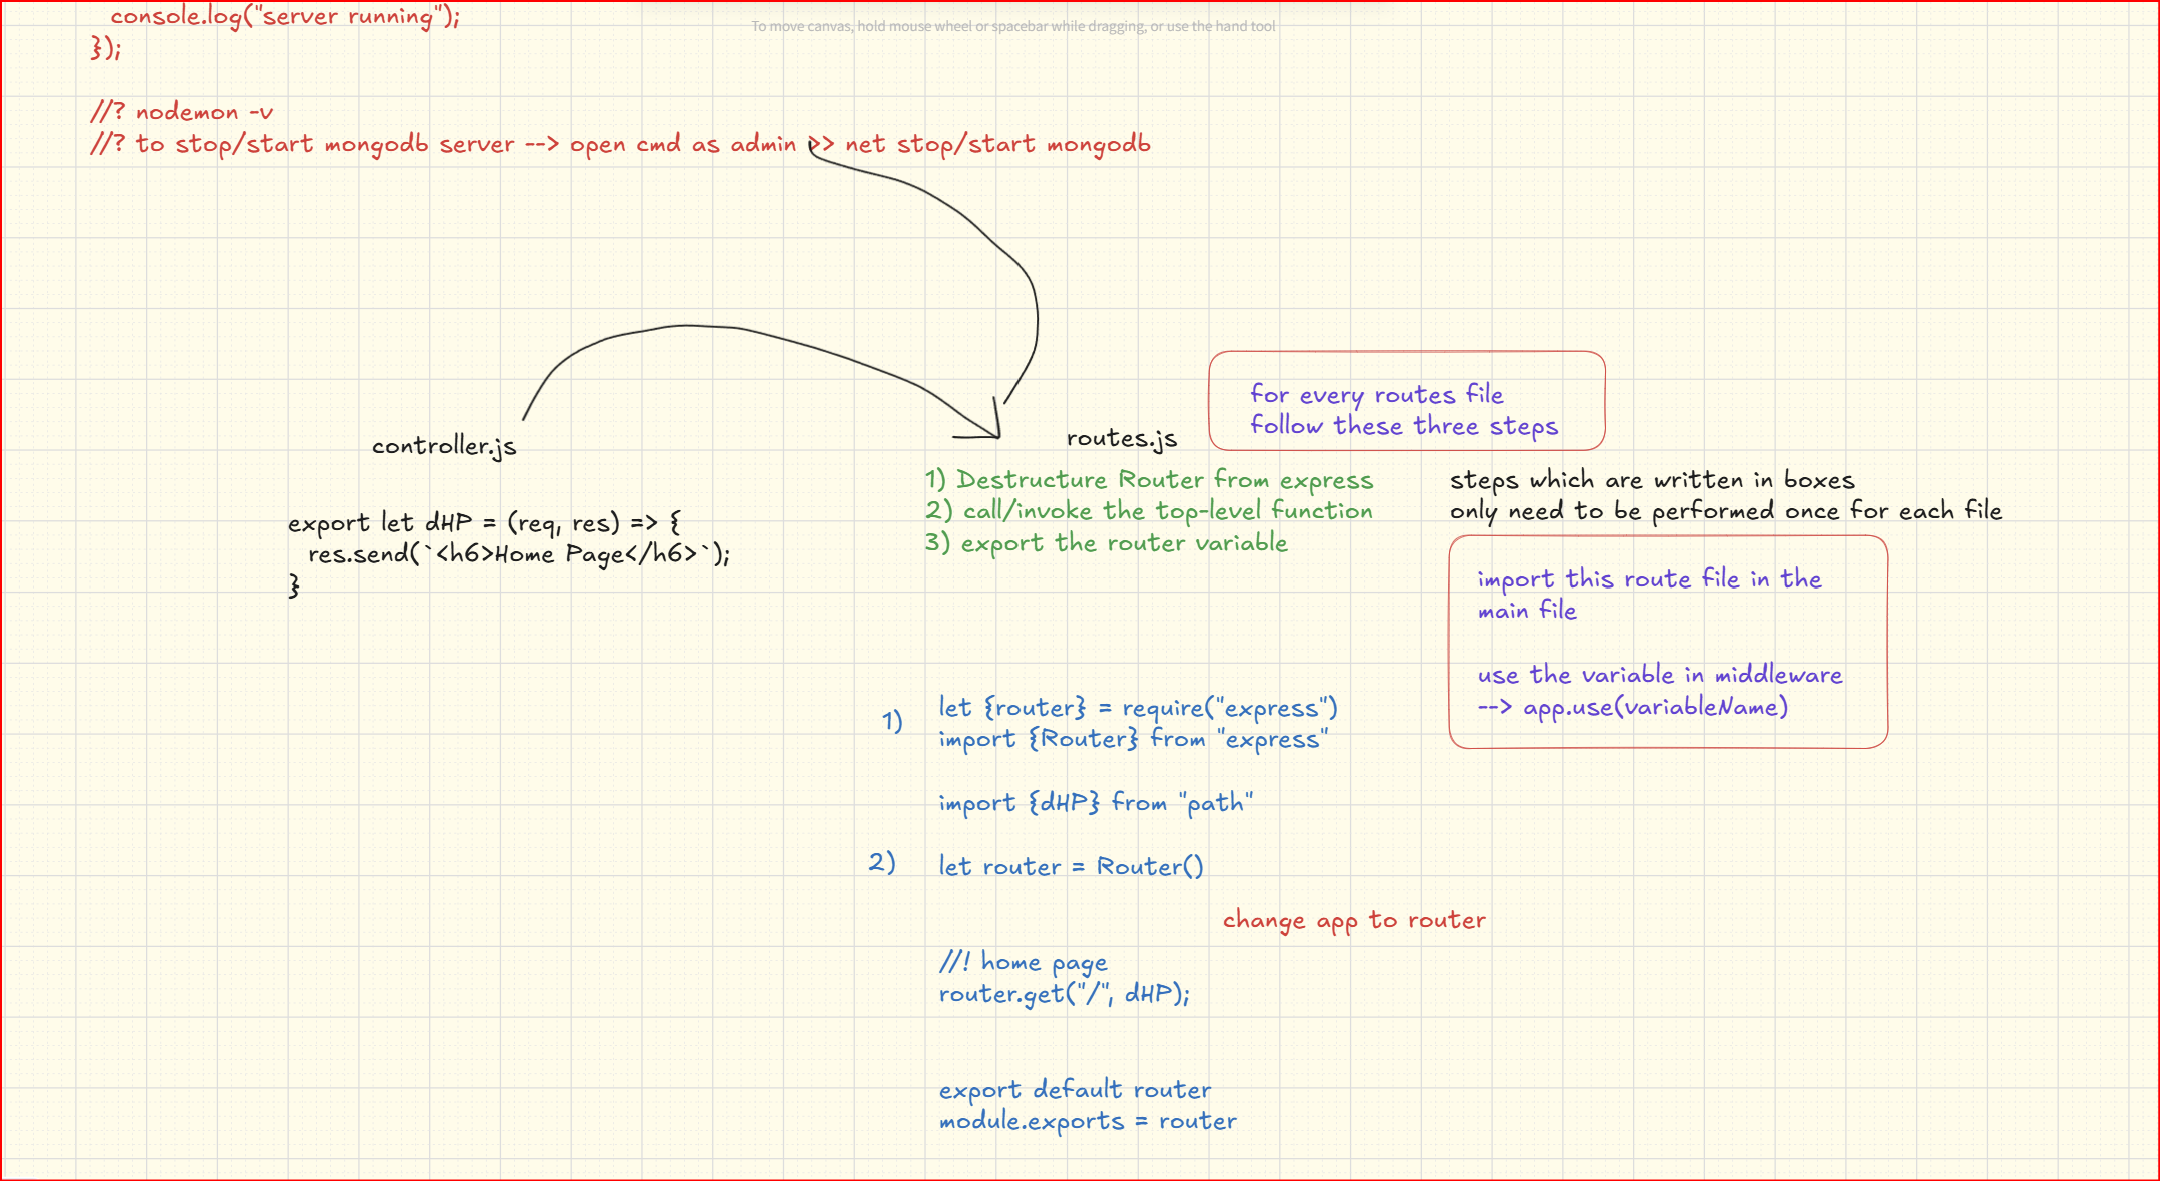 console.log("server running");
To move canvas, hold mouse wheel or spacebar while dragging, or use the hand tool
});
//? nodemon -v
//? to stop/start mongodb server --> open cmd as admin >> net stop/start mongodb
controller.js
export let dHP = (req, res) => {
res.send(`<h6>Home Page</h6>`);
}
routes.js
for every routes file
follow these three steps
1) Destructure Router from express
2) call/invoke the top-level function
3) export the router variable
steps which are written in boxes
only need to be performed once for each file
import this route file in the
main file
use the variable in middleware
--> app.use(variableName)
1)
let {router} = require("express")
import {Router} from "express"
import {dHP} from "path"
2)
let router = Router()
change app to router
//! home page
router.get("/", dHP);
export default router
module.exports = router